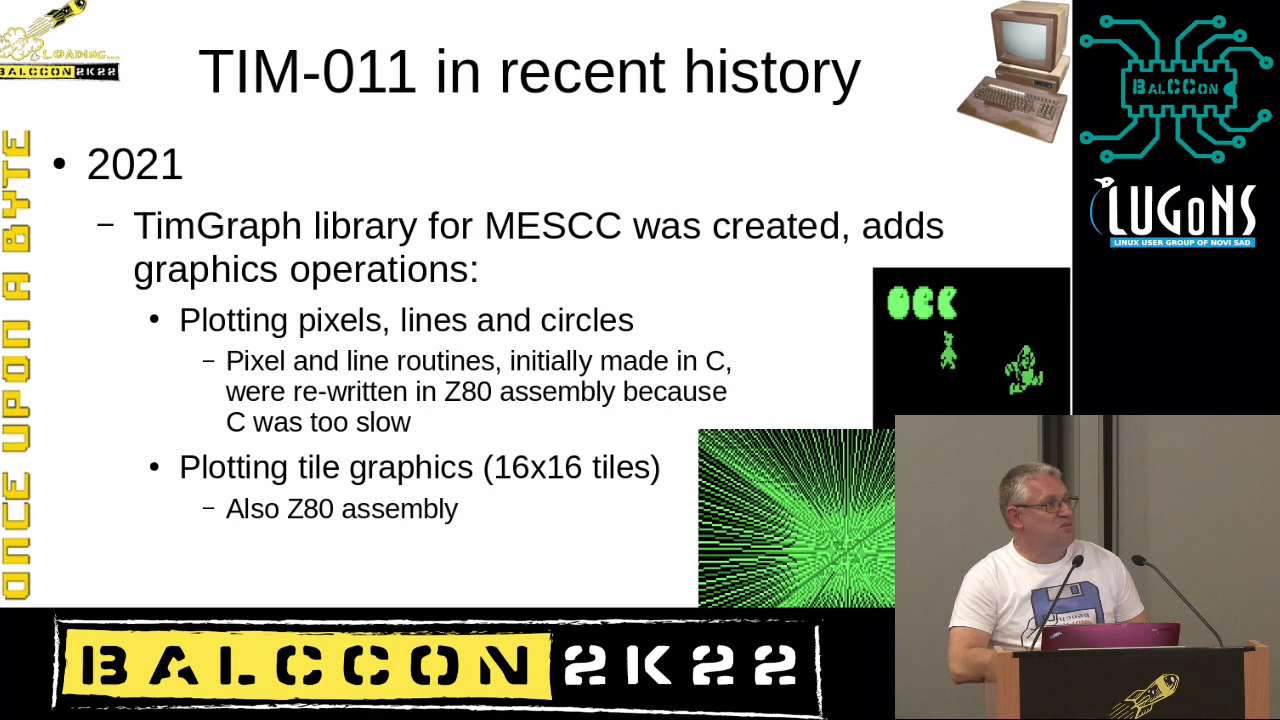 LOADING....
BALCCON2K22
TIM-011 in recent history
ONCE UPON A BYTE
• 2021
– TimGraph library for MESCC was created, adds
graphics operations:
• Plotting pixels, lines and circles
– Pixel and line routines, initially made in C,
were re-written in Z80 assembly because
C was too slow
• Plotting tile graphics (16x16 tiles)
– Also Z80 assembly
BALCCON
LUGONS
LINUX USER GROUP OF NOVI SAD
BALCCON 2K22